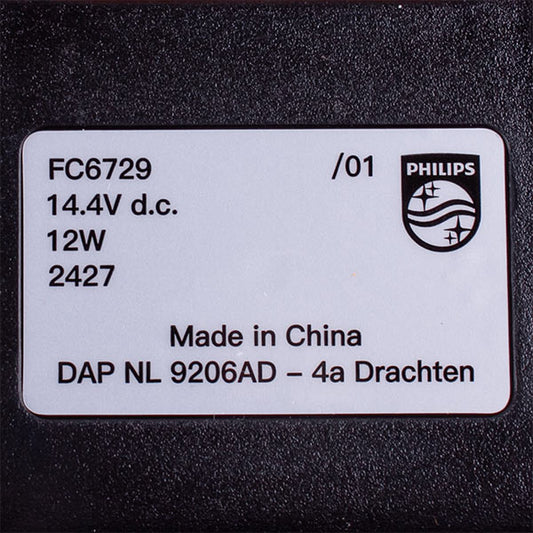 FC6729 /01
PHILIPS
14.4V d.c.
12W
2427
Made in China
DAP NL 9206AD – 4a Drachten